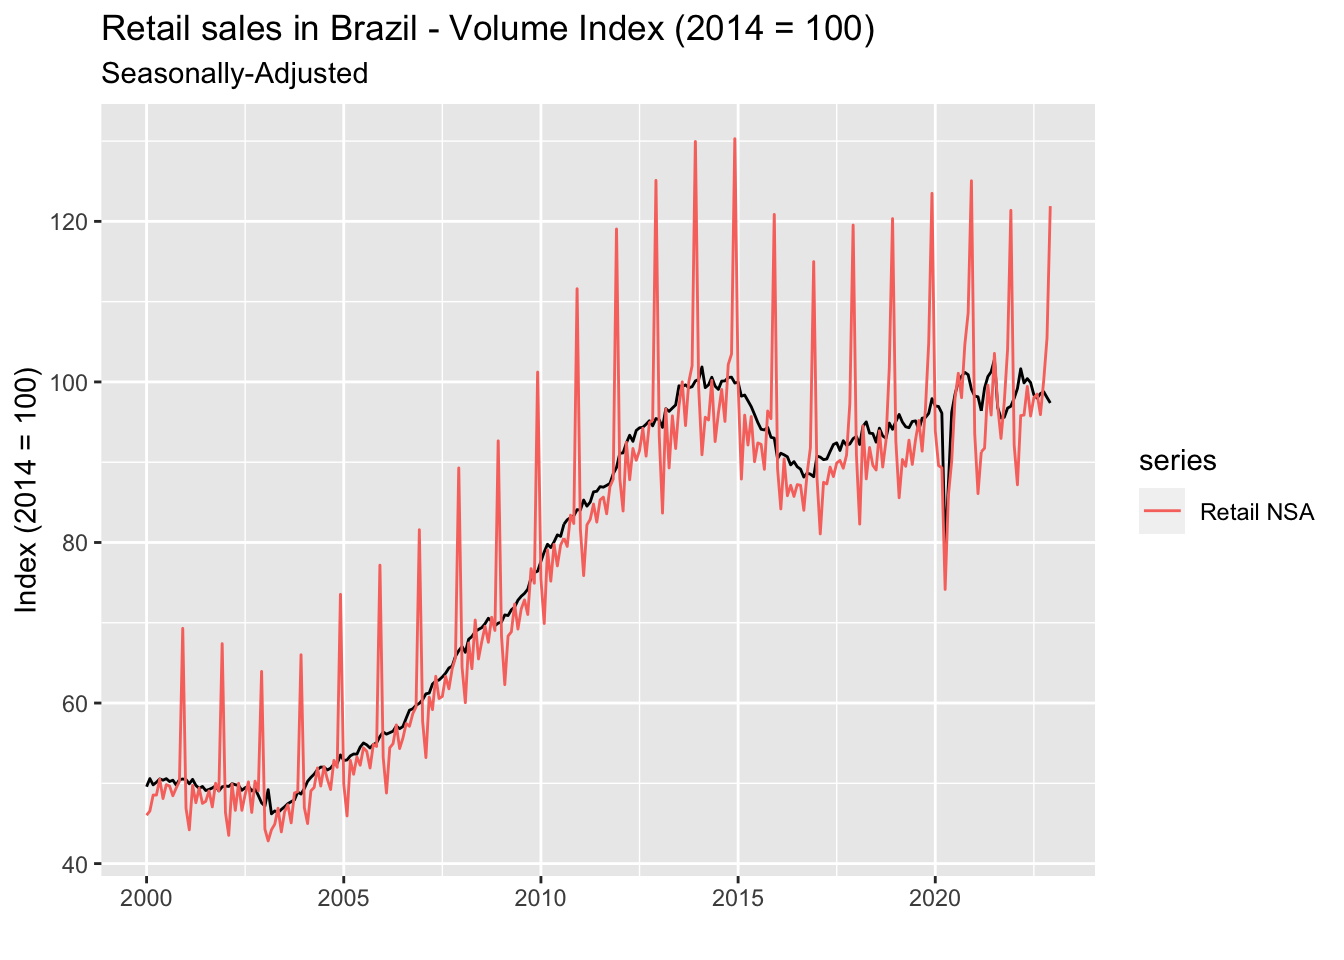 Retail sales in Brazil - Volume Index (2014 = 100)
Seasonally-Adjusted
Index (2014 = 100)
120
100
80
60
40
2000 2005 2010 2015 2020
series
Retail NSA